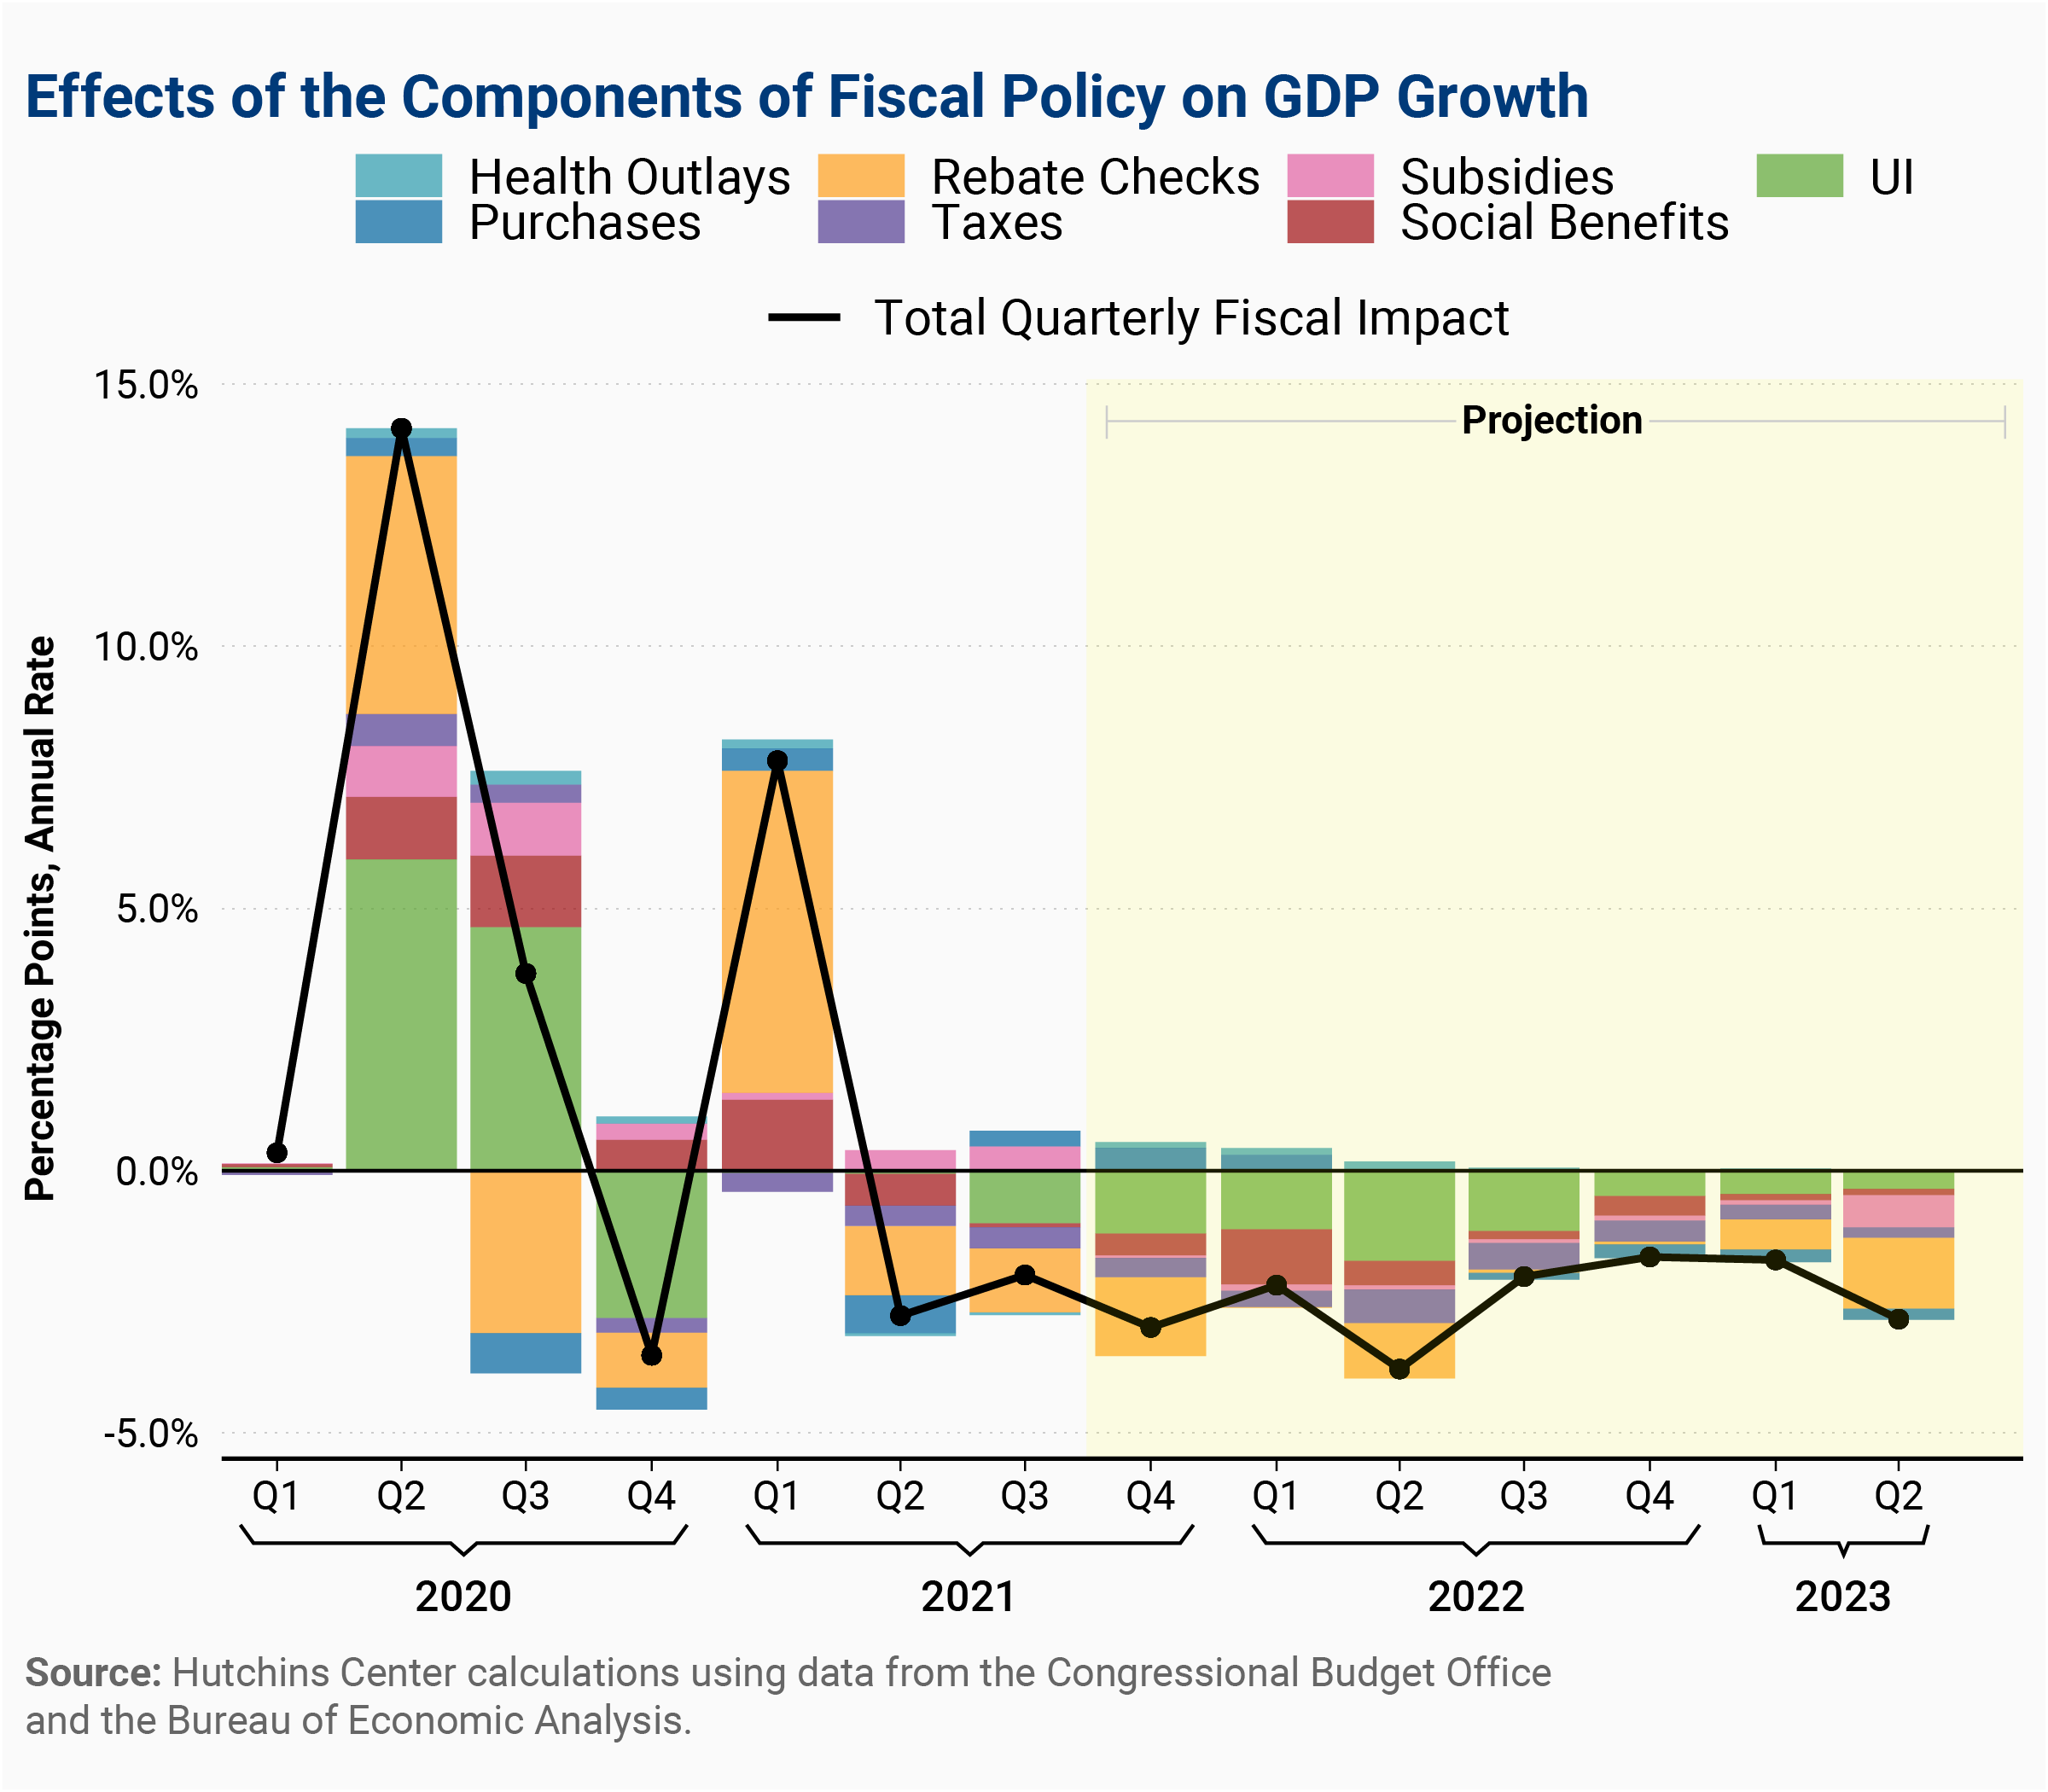 Effects of the Components of Fiscal Policy on GDP Growth
Health Outlays Rebate Checks Subsidies UI
Purchases Taxes Social Benefits
Total Quarterly Fiscal Impact
Percentage Points, Annual Rate
15.0%
Projection
10.0%
5.0%
0.0%
-5.0%
Q1 Q2 Q3 Q4 Q1 Q2 Q3 Q4 Q1 Q2 Q3 Q4 Q1 Q2
2020 2021 2022 2023
Source: Hutchins Center calculations using data from the Congressional Budget Office
and the Bureau of Economic Analysis.